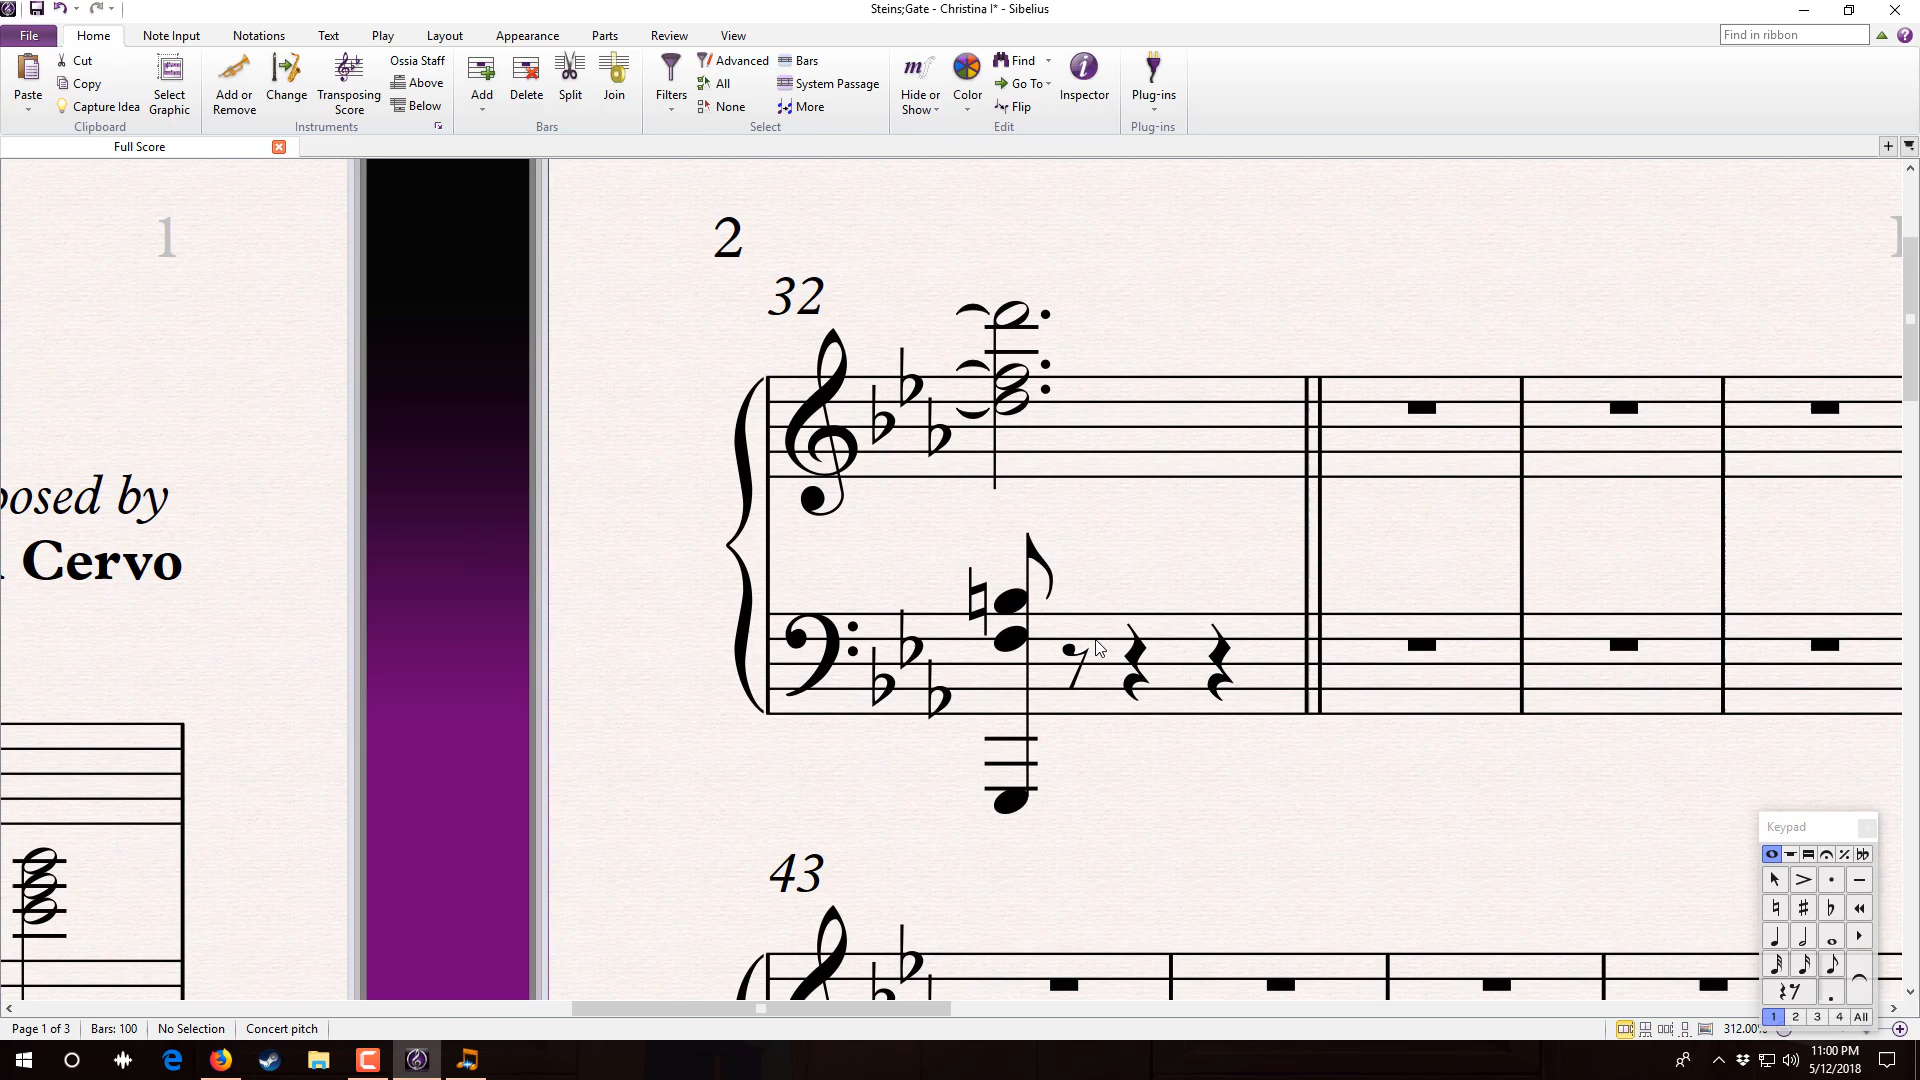 Steins;Gate - Christina I* - Sibelius
File Home Note Input Notations Text Play Layout Appearance Parts Review View Find in ribbon
Cut Ossia Staff Advanced Bars Find
Copy Above All System Passage Go To
Capture Idea Below None More Flip
Paste Select Graphic Add or Remove Change Transposing Score Add Delete Split Join Filters Hide or Show Color Inspector Plug-ins
Clipboard Instruments Bars Select Edit Plug-ins
Full Score
1
2
32
posed by
Cervo
43
Keypad
1 2 3 4 All
Page 1 of 3 Bars: 100 No Selection Concert pitch 312.00%
11:00 PM
5/12/2018